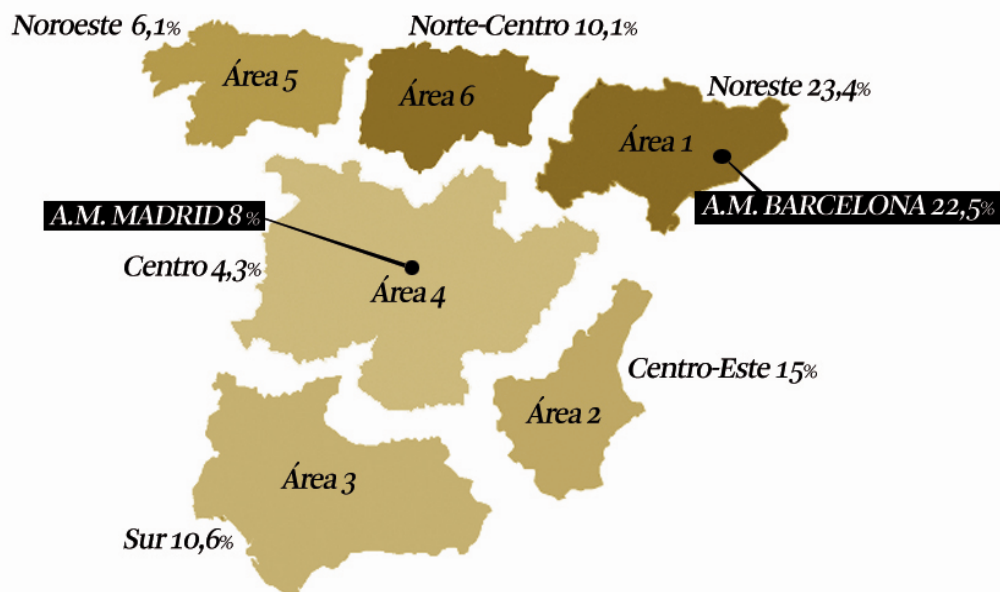 Noroeste 6,1%
Norte-Centro 10,1%
Área 5
Área 6
Noreste 23,4%
Área 1
A.M. BARCELONA 22,5%
A.M. MADRID 8 %
Centro 4,3%
Área 4
Centro-Este 15%
Área 2
Área 3
Sur 10,6%